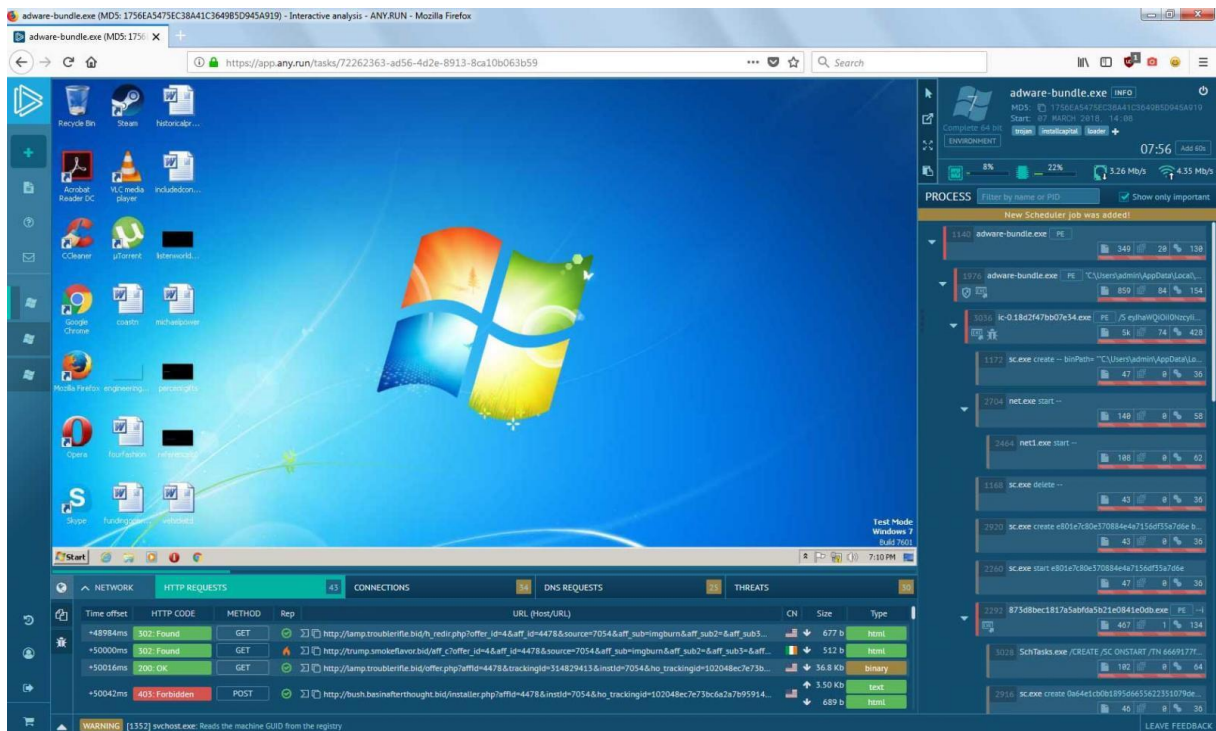 adware-bundle.exe (MD5: 1756EA5475EC38A41C364985D945A919) - Interactive analysis - ANY.RUN - Mozilla Firefox
adware-bundle.exe (MD5: 1756
https://app.any.run/tasks/72262363-ad56-4d2e-8913-8ca10b063b59
Search
Recycle Bin
Steam
historicalpr...
Acrobat Reader DC
VLC media player
includedcon...
CCleaner
µTorrent
listenworld...
Google Chrome
coastri
michaelpower
Mozilla Firefox
engineering...
percentgifts
Opera
fourfashion
Skype
Test Mode
Windows 7
Build 7601
Start
7:10 PM
adware-bundle.exe INFO
MD5: 1756EA5475EC38A41C364985D945A919
Start: 07 MARCH 2018, 14:08
Complete 64 bit
ENVIRONMENT
trojan installcapital loader
07:56 Add 60s
8% 22% 3.26 Mb/s 4.35 Mb/s
PROCESS Filter by name or PID Show only important
New Scheduler job was added!
1140 adware-bundle.exe PE
349 20 130
1976 adware-bundle.exe PE "C:\Users\admin\AppData\Local\...
859 84 154
3036 ic-0.18d2f47bb07e34.exe PE
5k 74 428
1172 sc.exe create -- binPath= "C:\Users\admin\AppData\Lo...
47 0 36
2704 net.exe start --
140 0 58
2464 net1.exe start --
108 0 62
1168 sc.exe delete --
43 0 36
2920 sc.exe create e801e7c80e370884e4a7156df55a7d6e b...
43 0 36
2260 sc.exe start e801e7c80e370884e4a7156df55a7d6e
47 0 36
2292 873d8bec1817a5abfda5b21e0841e0db.exe PE
467 1 134
3028 SchTasks.exe /CREATE /SC ONSTART /TN 6669177f...
102 0 64
2916 sc.exe create 0a64e1cb0b1895d6655622351079de...
46 0 36
NETWORK HTTP REQUESTS 43 CONNECTIONS 54 DNS REQUESTS 25 THREATS 30
Time offset HTTP CODE METHOD Rep URL (Host/URL) CN Size Type
+48984ms 302: Found GET http://lamp.troublerifle.bid/h_redir.php?offer_id=4&aff_id=4478&source=7054&aff_sub=imgburn&aff_sub2=&aff_sub3... 677 b html
+50000ms 302: Found GET http://trump.smokeflavor.bid/aff_c?offer_id=4&aff_id=4478&source=7054&aff_sub=imgburn&aff_sub2=&aff_sub3=&aff... 512 b html
+50016ms 200: OK GET http://lamp.troublerifle.bid/offer.php?affId=4478&trackingId=314829413&instId=7054&ho_trackingid=102048ec7e73b... 36.8 Kb binary
+50042ms 403: Forbidden POST http://bush.basinafterthought.bid/installer.php?affId=4478&instId=7054&ho_trackingid=102048ec7e73bc6a2a7b95914... 3.50 Kb text
689 b html
WARNING [1352] svchost.exe: Reads the machine GUID from the registry
LEAVE FEEDBACK